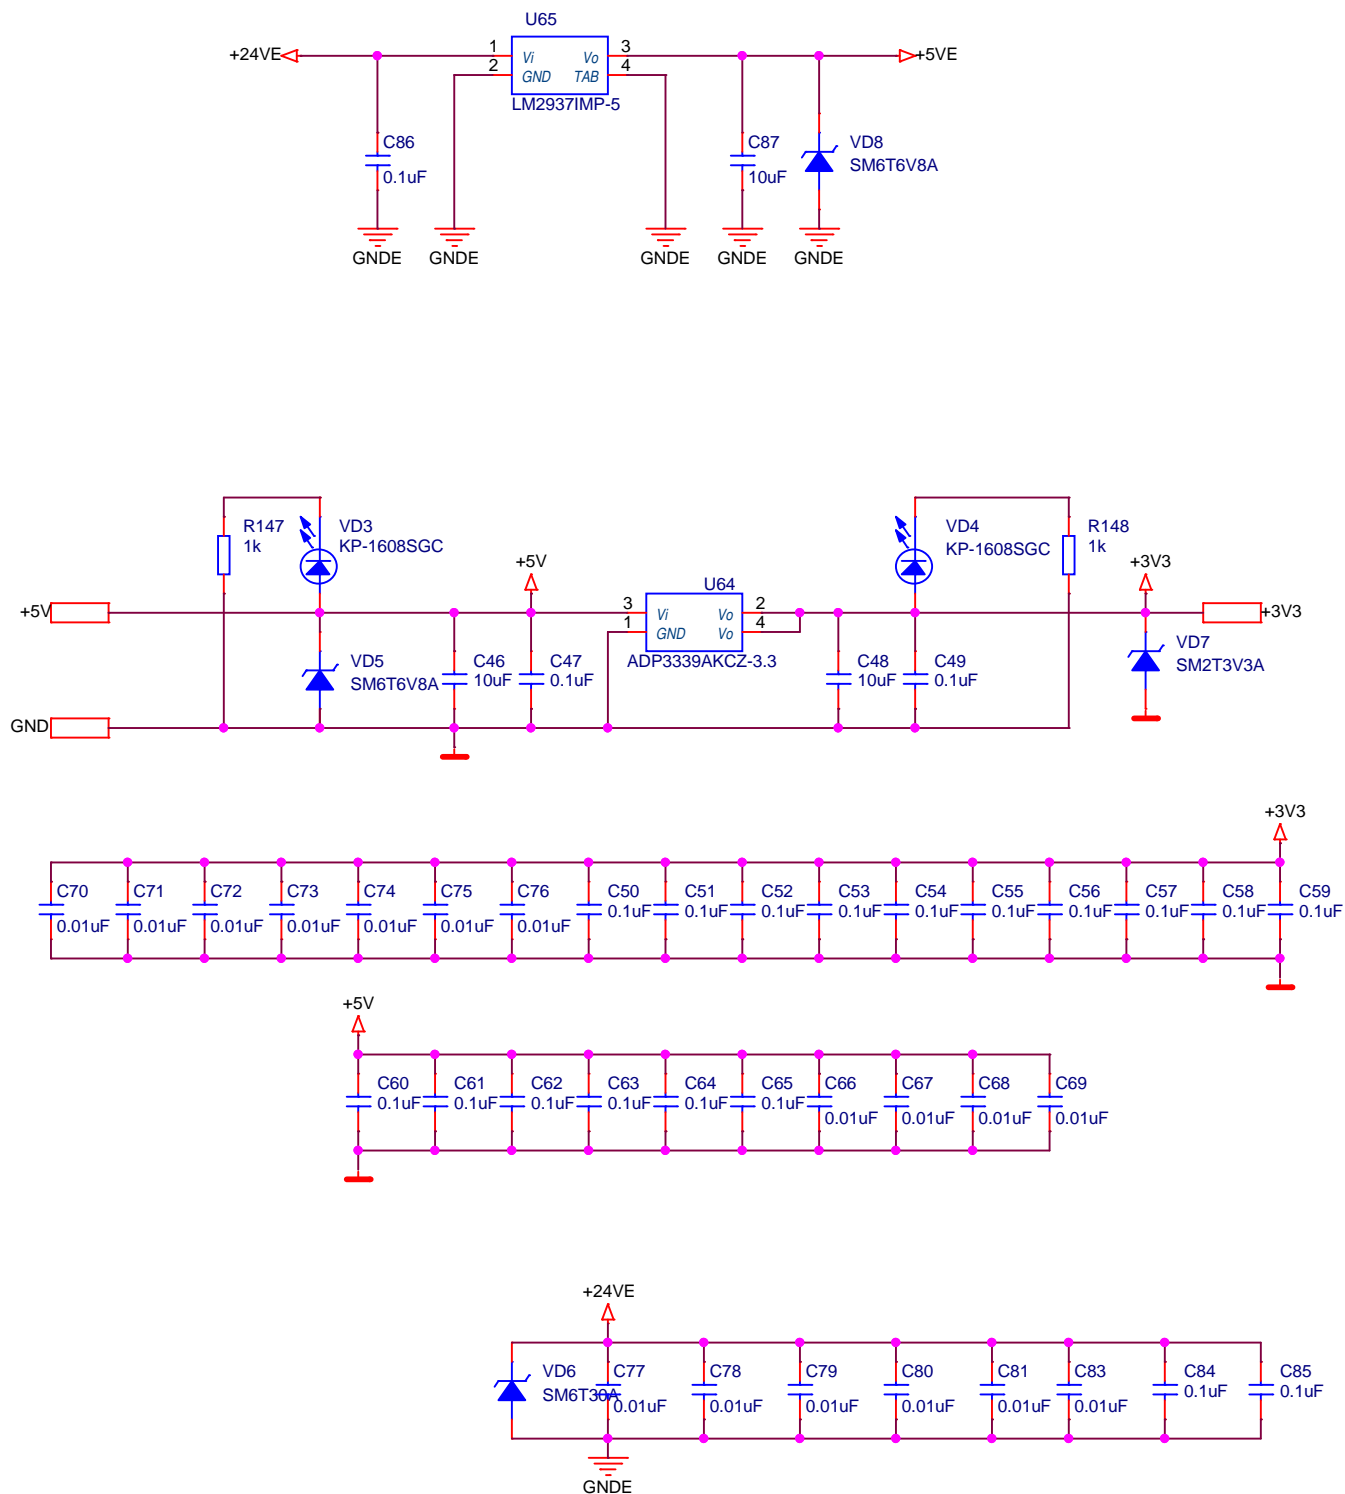 U65
+24VE
1
Vi
Vo
3
+5VE
2
GND
TAB
4
LM2937IMP-5
C86
0.1uF
C87
10uF
VD8
SM6T6V8A
GNDE
GNDE
GNDE
GNDE
GNDE
R147
1k
VD3
KP-1608SGC
+5V
VD4
KP-1608SGC
R148
1k
+3V3
U64
+5V
3
Vi
Vo
2
+3V3
1
GND
Vo
4
ADP3339AKCZ-3.3
VD5
SM6T6V8A
C46
10uF
C47
0.1uF
C48
10uF
C49
0.1uF
VD7
SM2T3V3A
GND
+3V3
C70
C71
C72
C73
C74
C75
C76
C50
C51
C52
C53
C54
C55
C56
C57
C58
C59
0.01uF
0.01uF
0.01uF
0.01uF
0.01uF
0.01uF
0.01uF
0.1uF
0.1uF
0.1uF
0.1uF
0.1uF
0.1uF
0.1uF
0.1uF
0.1uF
0.1uF
+5V
C60
C61
C62
C63
C64
C65
C66
C67
C68
C69
0.1uF
0.1uF
0.1uF
0.1uF
0.1uF
0.1uF
0.01uF
0.01uF
0.01uF
0.01uF
+24VE
VD6
SM6T30A
C77
C78
C79
C80
C81
C83
C84
C85
0.01uF
0.01uF
0.01uF
0.01uF
0.01uF
0.01uF
0.1uF
0.1uF
GNDE